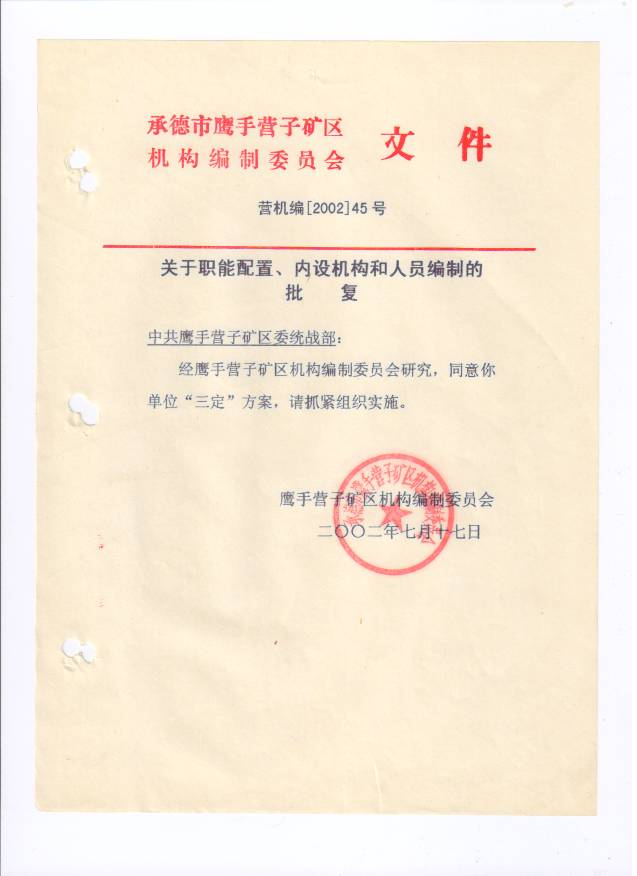 承德市鹰手营子矿区
机构编制委员会
文件
营机编[2002]45号
关于职能配置、内设机构和人员编制的
批 复
中共鹰手营子矿区委统战部：
经鹰手营子矿区机构编制委员会研究，同意你
单位“三定”方案，请抓紧组织实施。
鹰手营子矿区机构编制委员会
二〇〇二年七月十七日